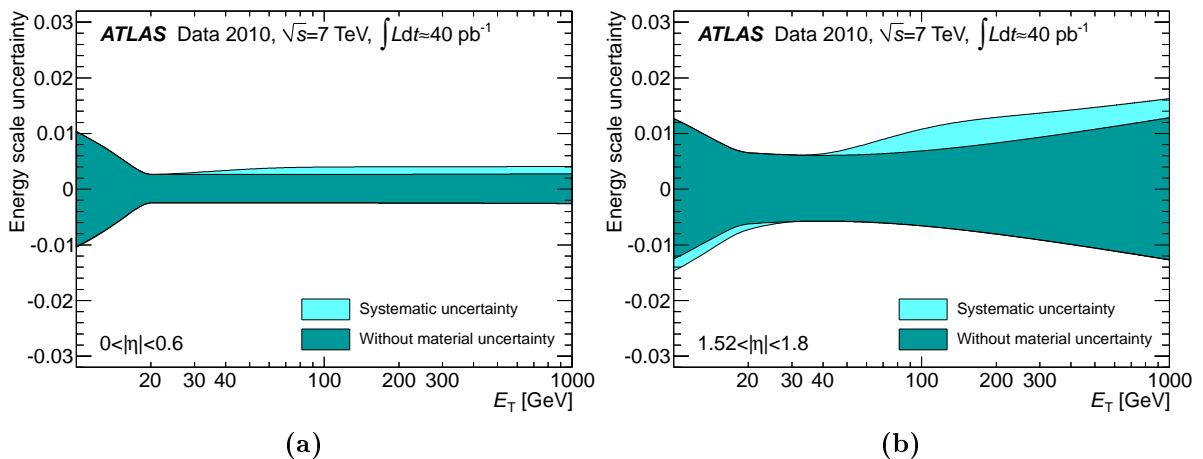 Energy scale uncertainty
0.03
0.02
0.01
0
-0.01
-0.02
-0.03
ATLAS Data 2010, √s=7 TeV, ∫Ldt≈40 pb⁻¹
Systematic uncertainty
Without material uncertainty
0<|η|<0.6
20 30 40 100 200 300 1000
E_T [GeV]
(a)
Energy scale uncertainty
0.03
0.02
0.01
0
-0.01
-0.02
-0.03
ATLAS Data 2010, √s=7 TeV, ∫Ldt≈40 pb⁻¹
Systematic uncertainty
Without material uncertainty
1.52<|η|<1.8
20 30 40 100 200 300 1000
E_T [GeV]
(b)